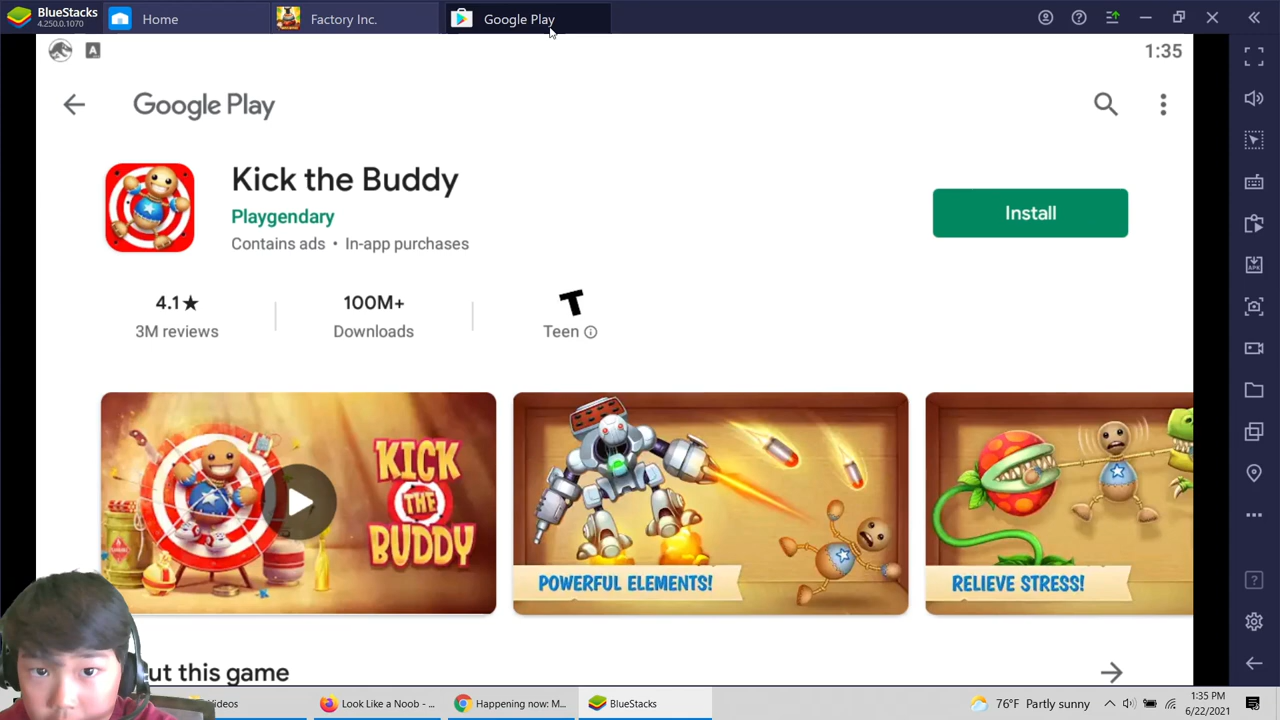 BlueStacks
4.250.0.1070
Home
Factory Inc.
Google Play
A
1:35
Google Play
Kick the Buddy
Playgendary
Contains ads • In-app purchases
Install
4.1★
3M reviews
100M+
Downloads
T
Teen
KICK
THE
BUDDY
POWERFUL ELEMENTS!
RELIEVE STRESS!
ut this game
Look Like a Noob - ...
Happening now: M...
BlueStacks
76°F Partly sunny
1:35 PM
6/22/2021